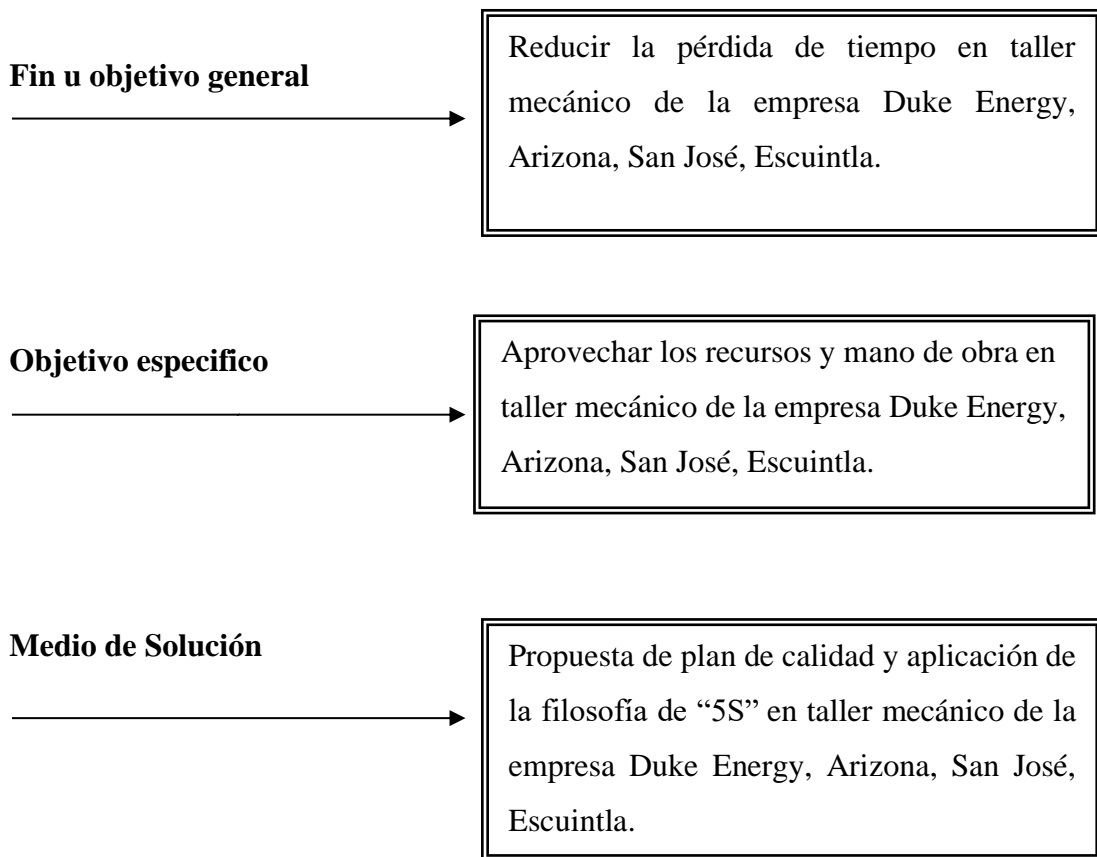 Fin u objetivo general
Reducir la pérdida de tiempo en taller
mecánico de la empresa Duke Energy,
Arizona, San José, Escuintla.
Objetivo especifico
Aprovechar los recursos y mano de obra en
taller mecánico de la empresa Duke Energy,
Arizona, San José, Escuintla.
Medio de Solución
Propuesta de plan de calidad y aplicación de
la filosofía de “5S” en taller mecánico de la
empresa Duke Energy, Arizona, San José,
Escuintla.